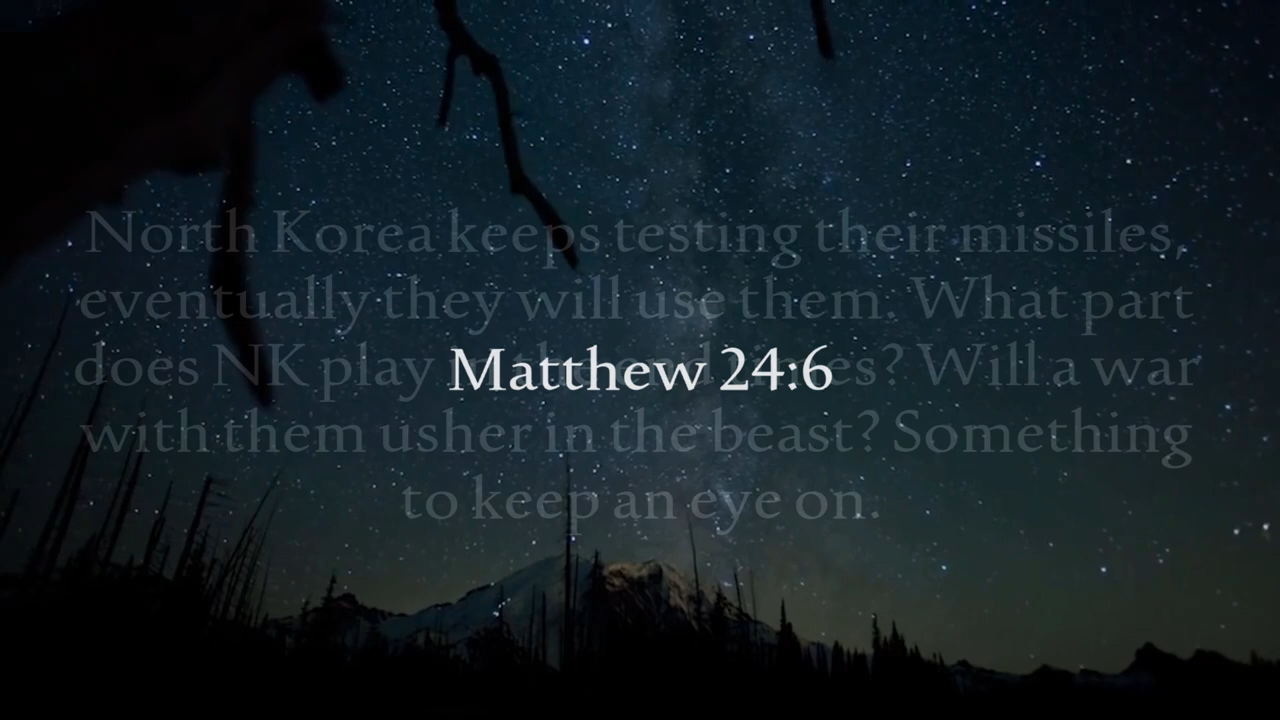 North Korea keeps testing their missiles
eventually they will use them. What part
does NK play es? Will a war
Matthew 24:6
with them usher in the beast? Something
to keep an eye on.